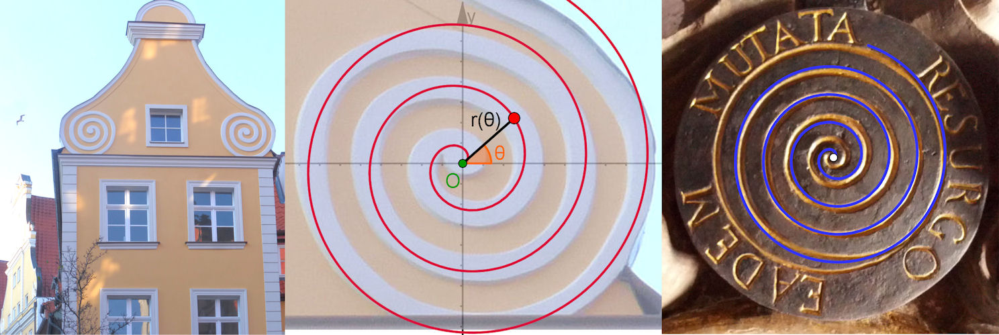 y
r(θ)
θ
O
EADEM MUTATA RESURGO